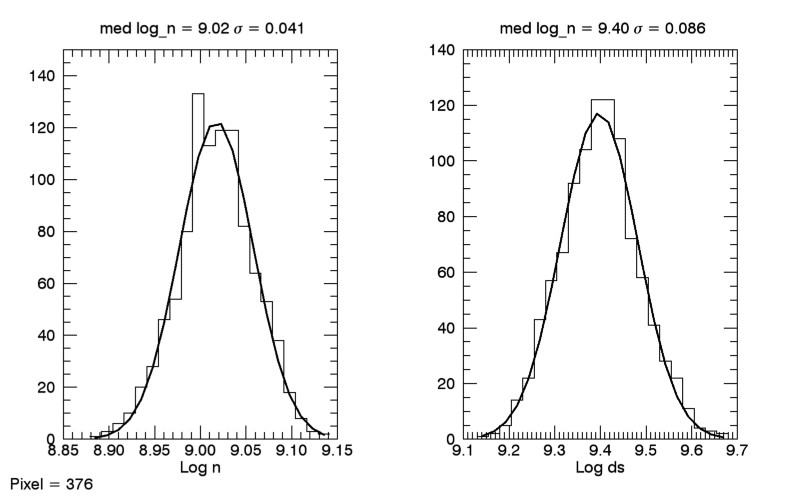 med log_n = 9.02 σ = 0.041
140
120
100
80
60
40
20
0
8.85 8.90 8.95 9.00 9.05 9.10 9.15
Log n
med log_n = 9.40 σ = 0.086
140
120
100
80
60
40
20
0
9.1 9.2 9.3 9.4 9.5 9.6 9.7
Log ds
Pixel = 376